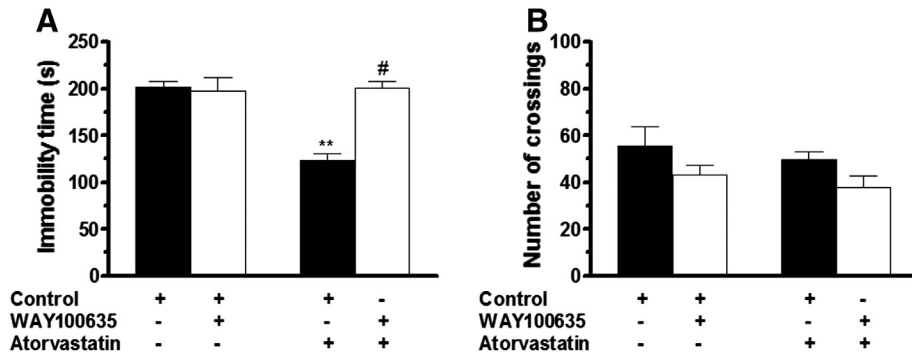 A
B
Immobility time (s)
250
200
150
100
50
0
**
#
Control + + + -
WAY100635 - + - +
Atorvastatin - - + +
Number of crossings
100
80
60
40
20
0
Control + + + -
WAY100635 - + - +
Atorvastatin - - + +